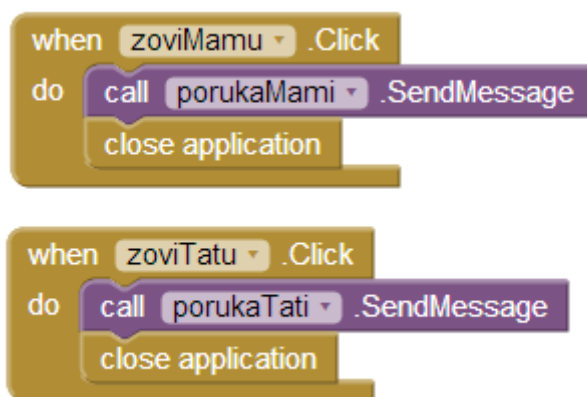 when zoviMamu .Click
do call porukaMami .SendMessage
close application
when zoviTatu .Click
do call porukaTati .SendMessage
close application